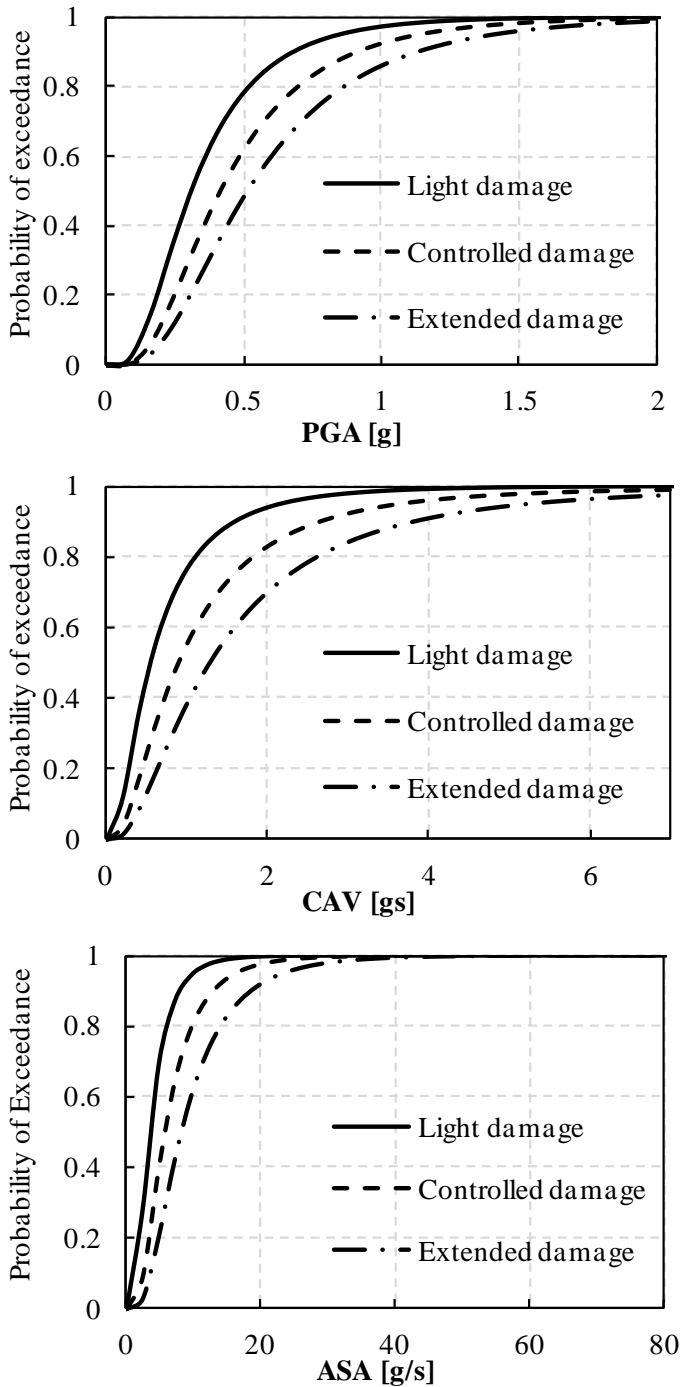 Probability of exceedance
1
0.8
0.6
0.4
0.2
0
Light damage
Controlled damage
Extended damage
0 0.5 1 1.5 2
PGA [g]
Probability of exceedance
1
0.8
0.6
0.4
0.2
0
Light damage
Controlled damage
Extended damage
0 2 4 6
CAV [gs]
Probability of Exceedance
1
0.8
0.6
0.4
0.2
0
Light damage
Controlled damage
Extended damage
0 20 40 60 80
ASA [g/s]